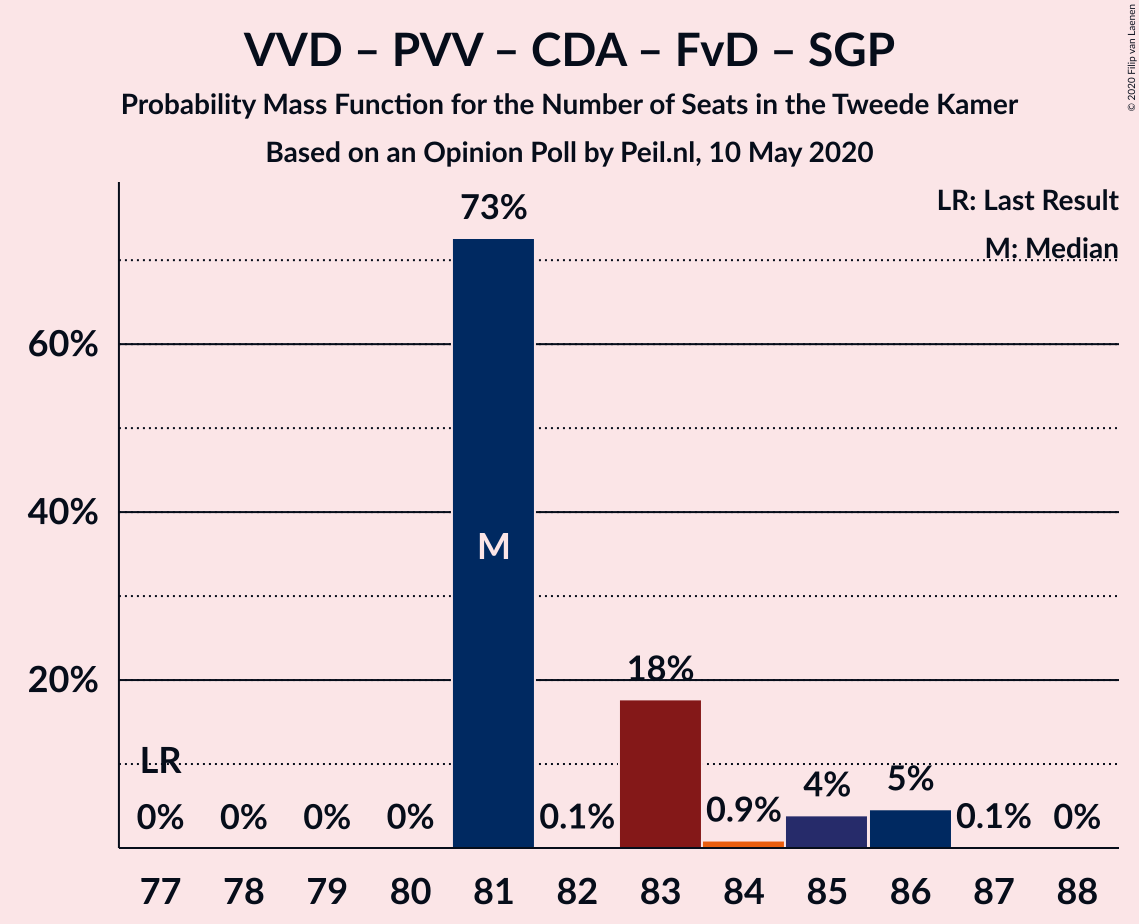 VVD – PVV – CDA – FvD – SGP
Probability Mass Function for the Number of Seats in the Tweede Kamer
Based on an Opinion Poll by Peil.nl, 10 May 2020
© 2020 Filip van Laenen
LR: Last Result
M: Median
73%
60%
40%
M
20%
18%
LR
0% 0% 0% 0% 0.1% 0.9% 4% 5% 0.1% 0%
77 78 79 80 81 82 83 84 85 86 87 88